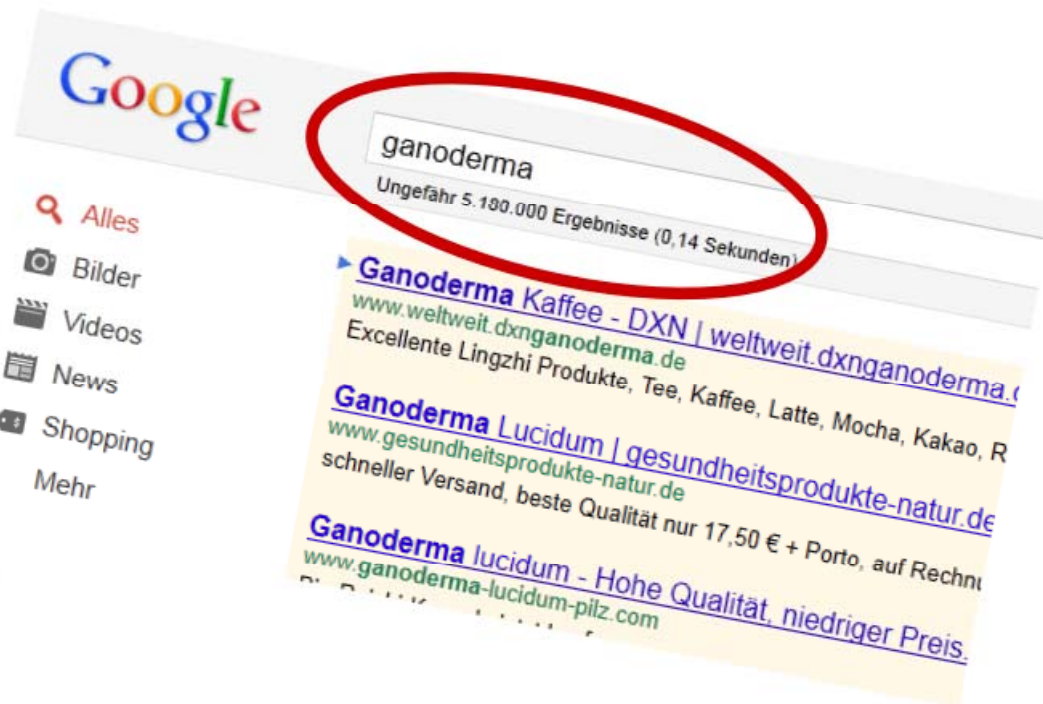 Google
ganoderma
Ungefähr 5.180.000 Ergebnisse (0,14 Sekunden)
Alles
Bilder
Videos
News
Shopping
Mehr
Ganoderma Kaffee - DXN | weltweit.dxnganoderma.
www.weltweit.dxnganoderma.de
Excellente Lingzhi Produkte, Tee, Kaffee, Latte, Mocha, Kakao, R
Ganoderma Lucidum | gesundheitsprodukte-natur.de
www.gesundheitsprodukte-natur.de
schneller Versand, beste Qualität nur 17,50 € + Porto, auf Rechnu
Ganoderma lucidum - Hohe Qualität, niedriger Preis.
www.ganoderma-lucidum-pilz.com